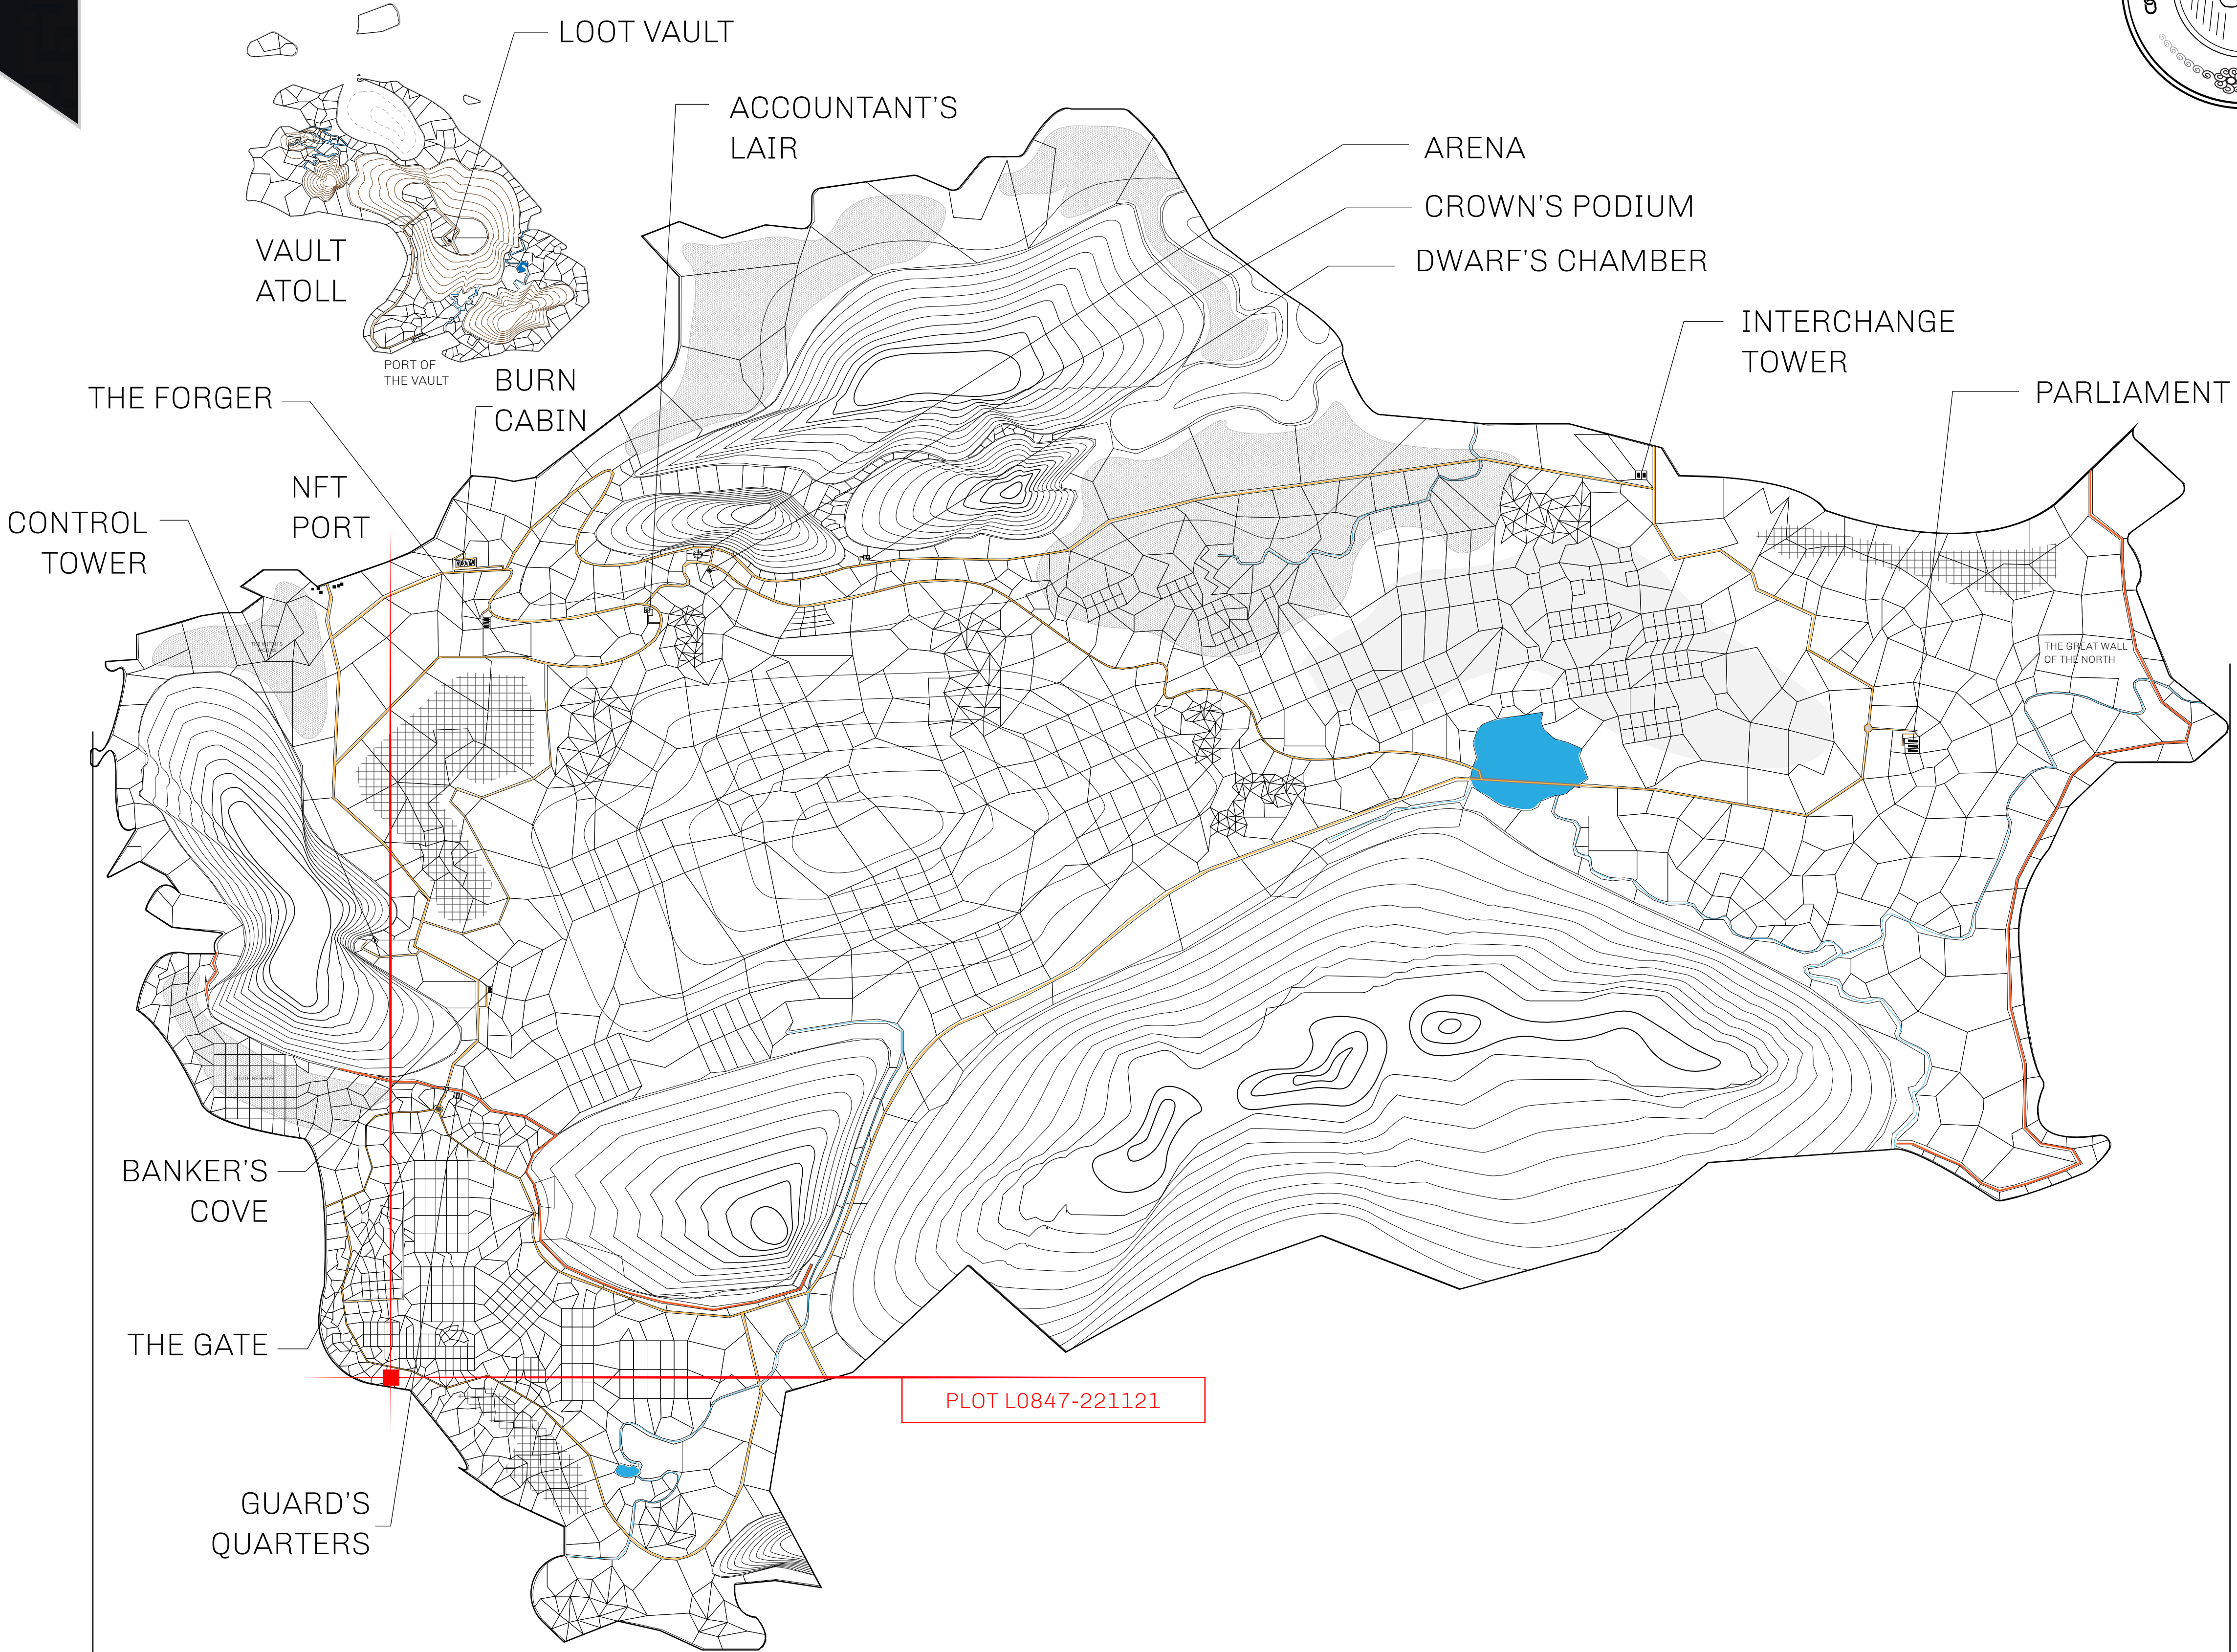 LOOT VAULT
ACCOUNTANT'S
LAIR
ARENA
CROWN'S PODIUM
DWARF'S CHAMBER
VAULT
ATOLL
INTERCHANGE
TOWER
PORT OF
THE VAULT
BURN
CABIN
THE FORGER
PARLIAMENT
NFT
PORT
CONTROL
TOWER
THE GREAT WALL
OF THE NORTH
SOUTH RESERVE
BANKER'S
COVE
THE GATE
PLOT L0847-221121
GUARD'S
QUARTERS